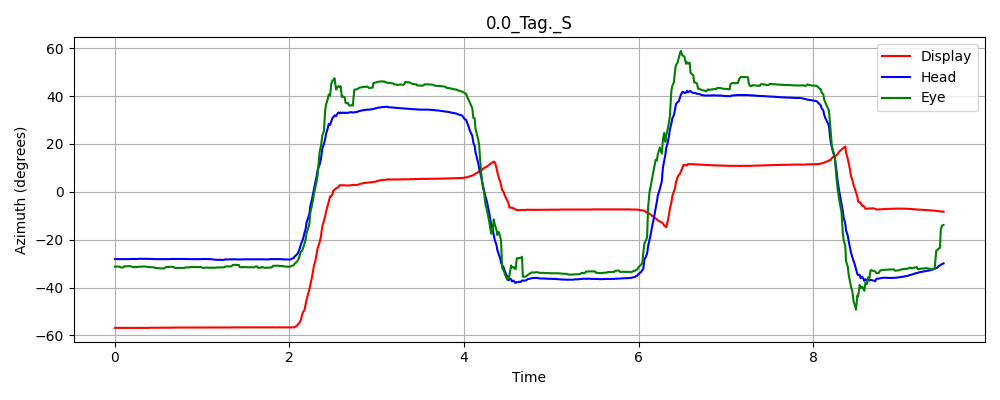 0.0_Tag._S
Display
Head
Eye
Azimuth (degrees)
60
40
20
0
−20
−40
−60
0 2 4 6 8
Time